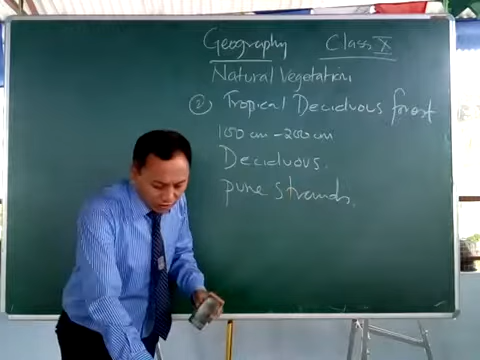 Geography Class X
Natural Vegetation
② Tropical Deciduous forest
100 cm - 200 cm
Deciduous.
pure strands.